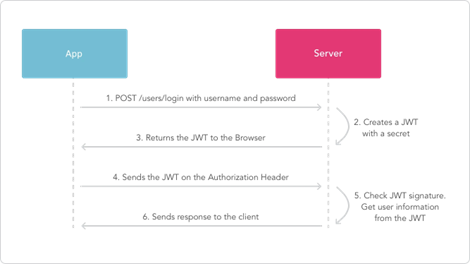 App
Server
1. POST /users/login with username and password
2. Creates a JWT
with a secret
3. Returns the JWT to the Browser
4. Sends the JWT on the Authorization Header
5. Check JWT signature.
Get user information
from the JWT
6. Sends response to the client